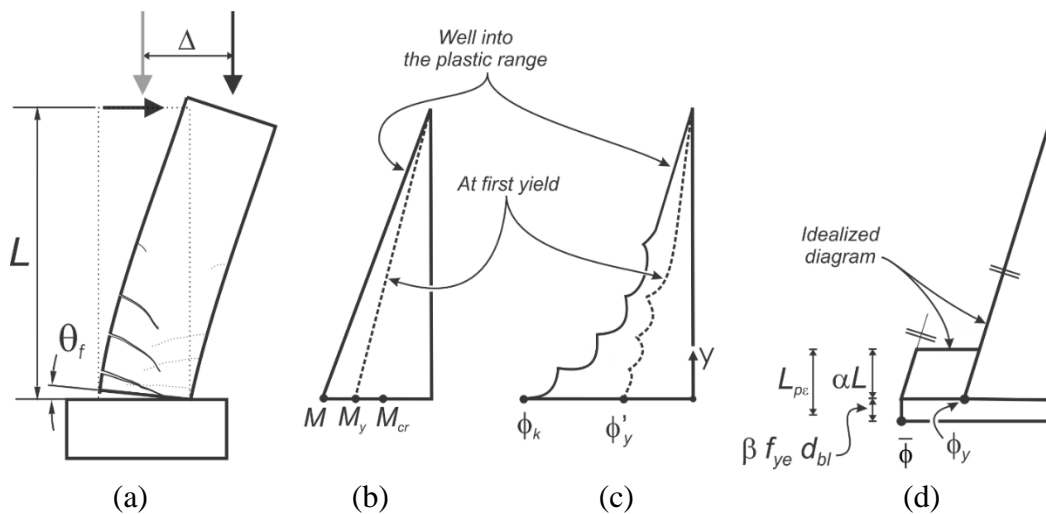 Δ
L
θf
(a)
Well into
the plastic range
At first yield
M
My
Mcr
(b)
y
ϕk
ϕ'y
(c)
Idealized
diagram
Lpε
αL
β fye dbl
ϕ̄
ϕy
(d)